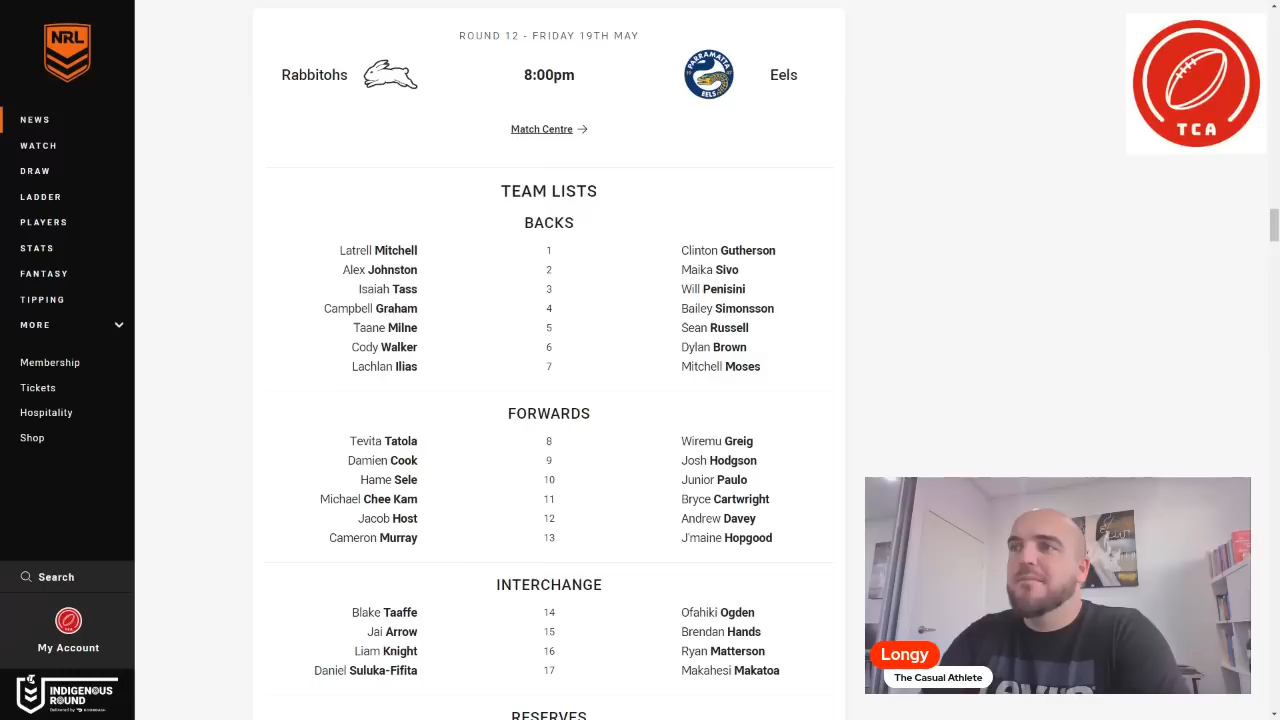 NRL
NEWS
WATCH
DRAW
LADDER
PLAYERS
STATS
FANTASY
TIPPING
MORE
Membership
Tickets
Hospitality
Shop
Search
My Account
INDIGENOUS
ROUND
ROUND 12 - FRIDAY 19TH MAY
Rabbitohs
8:00pm
PARRAMATTA
EELS
Eels
Match Centre →
TEAM LISTS
BACKS
Latrell Mitchell 1 Clinton Gutherson
Alex Johnston 2 Maika Sivo
Isaiah Tass 3 Will Penisini
Campbell Graham 4 Bailey Simonsson
Taane Milne 5 Sean Russell
Cody Walker 6 Dylan Brown
Lachlan Ilias 7 Mitchell Moses
FORWARDS
Tevita Tatola 8 Wiremu Greig
Damien Cook 9 Josh Hodgson
Hame Sele 10 Junior Paulo
Michael Chee Kam 11 Bryce Cartwright
Jacob Host 12 Andrew Davey
Cameron Murray 13 J'maine Hopgood
INTERCHANGE
Blake Taaffe 14 Ofahiki Ogden
Jai Arrow 15 Brendan Hands
Liam Knight 16 Ryan Matterson
Daniel Suluka-Fifita 17 Makahesi Makatoa
RESERVES
TCA
Longy
The Casual Athlete